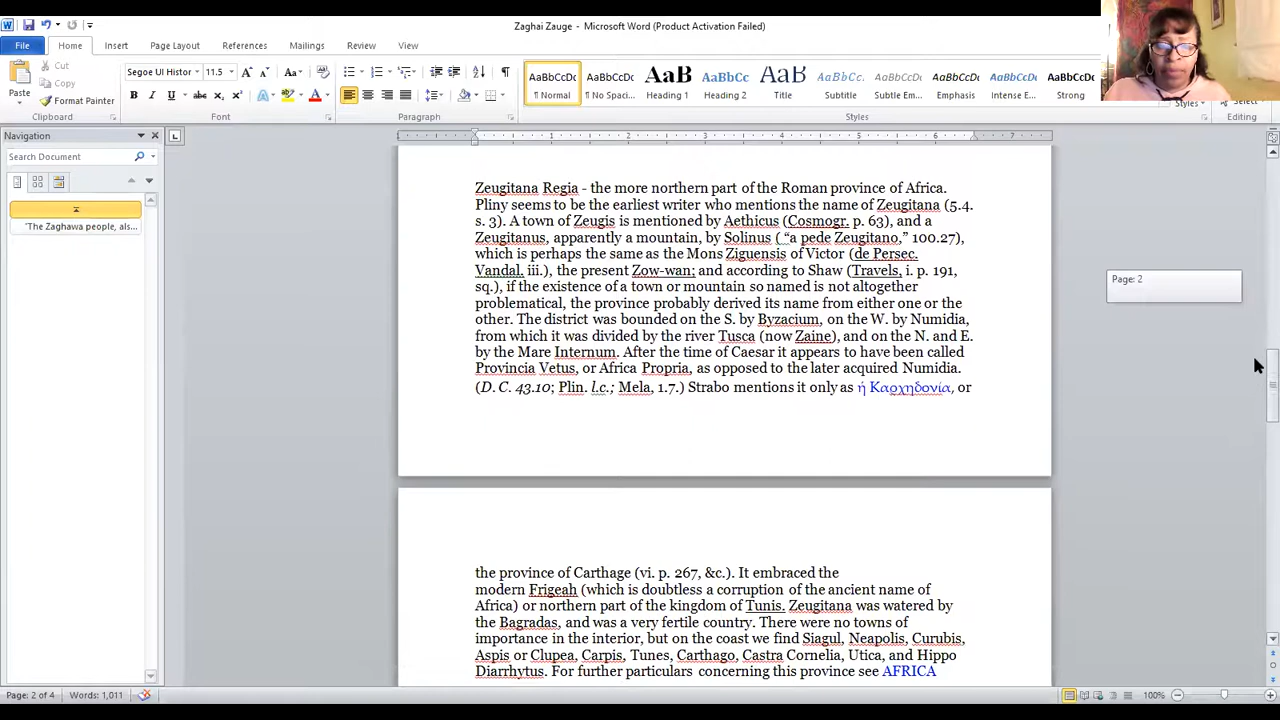 Zaghai Zauge - Microsoft Word (Product Activation Failed)
File Home Insert Page Layout References Mailings Review View
Cut
Copy
Format Painter
Paste
Clipboard
Segoe UI Histor 11.5
Font
Paragraph
AaBbCcDc AaBbCcDc AaB AaBbCc AaB AaBbCcDc AaBbCcDc AaBbCcDc AaBbCcDc AaBbCcDc
¶ Normal ¶ No Spaci... Heading 1 Heading 2 Title Subtitle Subtle Em... Emphasis Intense E... Strong
Styles
Editing
Navigation
Search Document
"The Zaghawa people, als...
Zeugitana Regia - the more northern part of the Roman province of Africa.
Pliny seems to be the earliest writer who mentions the name of Zeugitana (5.4.
s. 3). A town of Zeugis is mentioned by Aethicus (Cosmogr. p. 63), and a
Zeugitanus, apparently a mountain, by Solinus ( “a pede Zeugitano,” 100.27),
which is perhaps the same as the Mons Ziguensis of Victor (de Persec.
Vandal. iii.), the present Zow-wan; and according to Shaw (Travels, i. p. 191,
sq.), if the existence of a town or mountain so named is not altogether
problematical, the province probably derived its name from either one or the
other. The district was bounded on the S. by Byzacium, on the W. by Numidia,
from which it was divided by the river Tusca (now Zaine), and on the N. and E.
by the Mare Internum. After the time of Caesar it appears to have been called
Provincia Vetus, or Africa Propria, as opposed to the later acquired Numidia.
(D. C. 43.10; Plin. l.c.; Mela, 1.7.) Strabo mentions it only as ἡ Καρχηδονία, or
the province of Carthage (vi. p. 267, &c.). It embraced the
modern Frigeah (which is doubtless a corruption of the ancient name of
Africa) or northern part of the kingdom of Tunis. Zeugitana was watered by
the Bagradas, and was a very fertile country. There were no towns of
importance in the interior, but on the coast we find Siagul, Neapolis, Curubis,
Aspis or Clupea, Carpis, Tunes, Carthago, Castra Cornelia, Utica, and Hippo
Diarrhytus. For further particulars concerning this province see AFRICA
Page: 2
Page: 2 of 4 Words: 1,011
100%